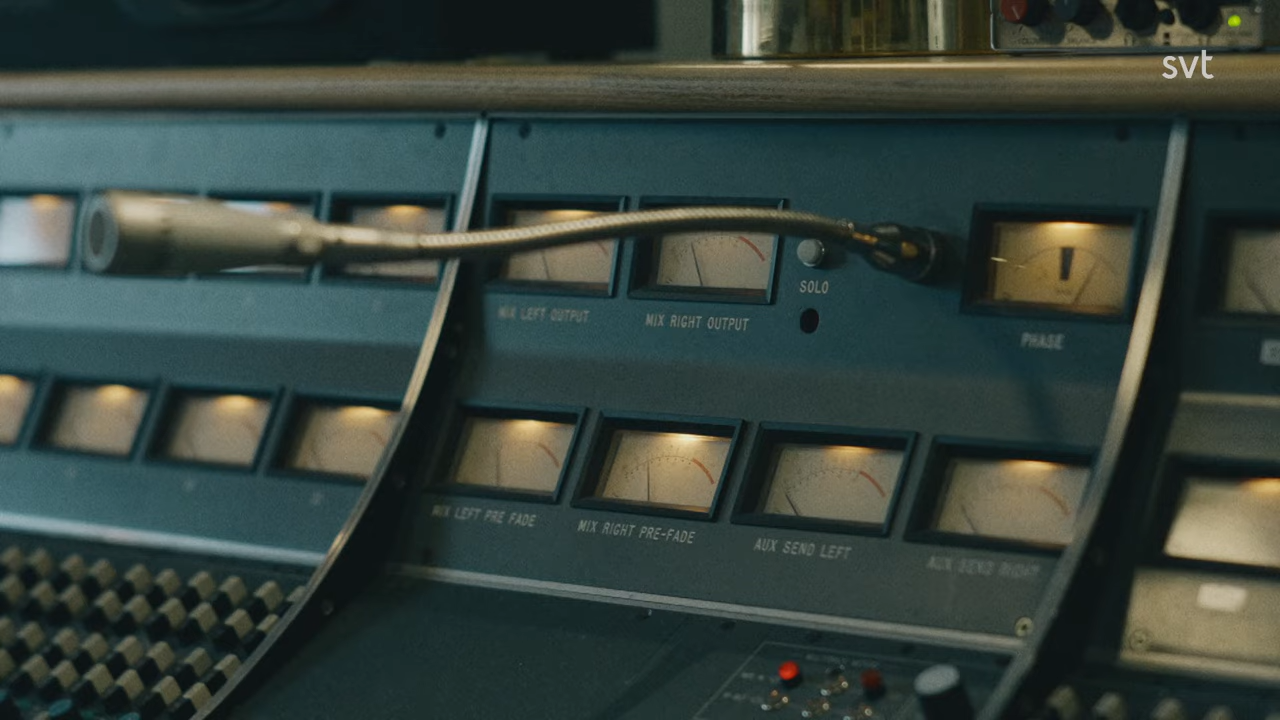 svt
SOLO
MIX LEFT OUTPUT
MIX RIGHT OUTPUT
PHASE
MIX LEFT PRE FADE
MIX RIGHT PRE-FADE
AUX SEND LEFT
AUX SEND RIGHT